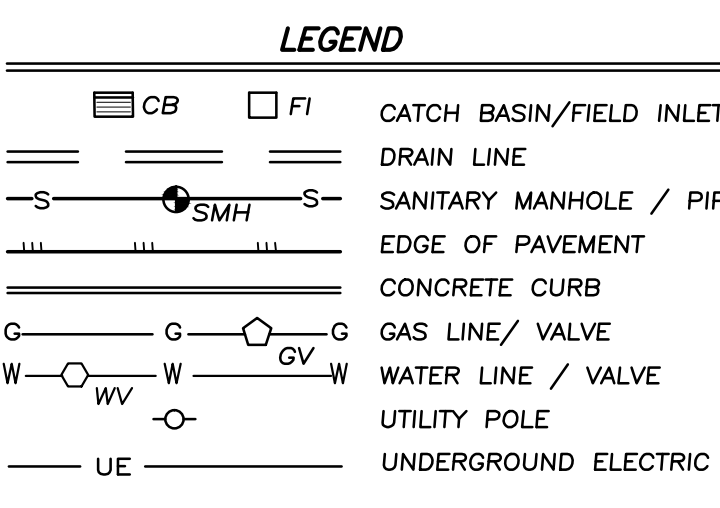 LEGEND
CB FI CATCH BASIN/FIELD INLET
DRAIN LINE
S SMH S SANITARY MANHOLE / PIP
EDGE OF PAVEMENT
CONCRETE CURB
G G GV G GAS LINE/ VALVE
W WV W W WATER LINE / VALVE
UTILITY POLE
UE UNDERGROUND ELECTRIC